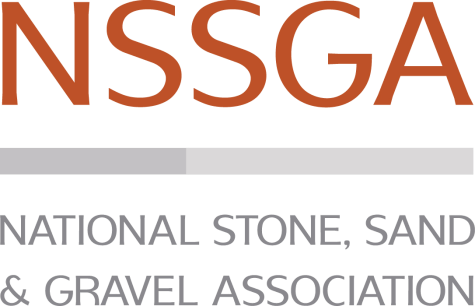 NSSGA
NATIONAL STONE, SAND
& GRAVEL ASSOCIATION